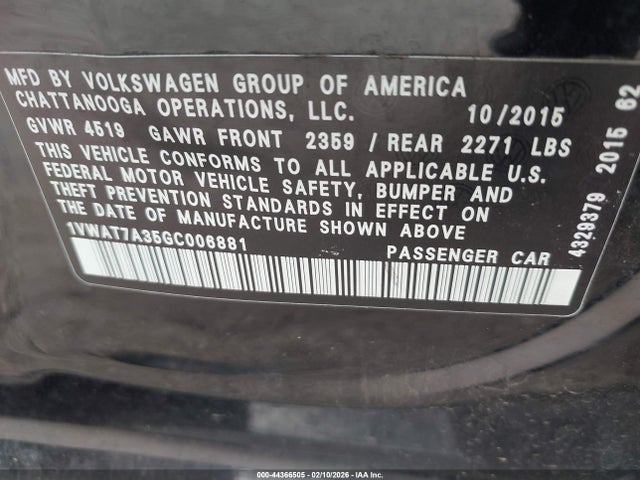 MFD BY VOLKSWAGEN GROUP OF AMERICA
CHATTANOOGA OPERATIONS, LLC. 10/2015
GVWR 4519 GAWR FRONT 2359 / REAR 2271 LBS
THIS VEHICLE CONFORMS TO ALL APPLICABLE U.S.
FEDERAL MOTOR VEHICLE SAFETY, BUMPER AND
THEFT PREVENTION STANDARDS IN EFFECT ON
THE DATE OF MANUFACTURE SHOWN ABOVE
1VWAT7A35GC006881 PASSENGER CAR
4329379 2015 62
000-44366505 - 02/10/2026 - IAA Inc.